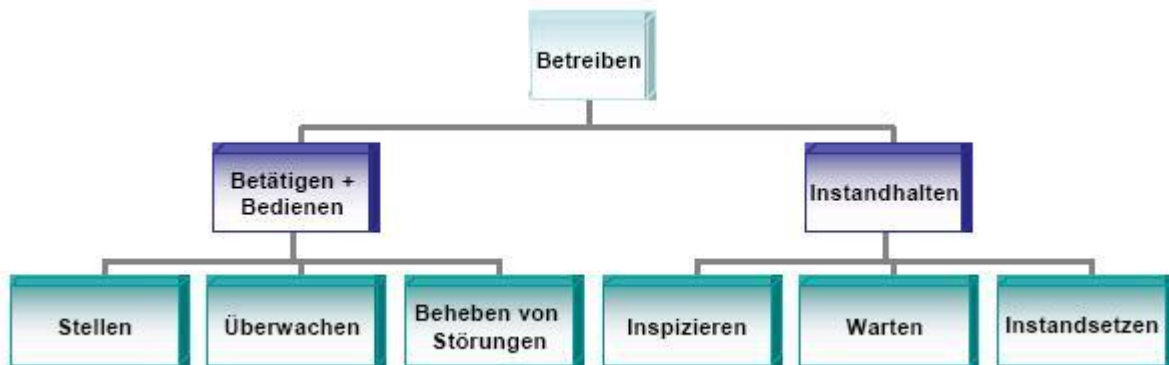 Betreiben
Betätigen +
Bedienen
Instandhalten
Stellen
Überwachen
Beheben von
Störungen
Inspizieren
Warten
Instandsetzen